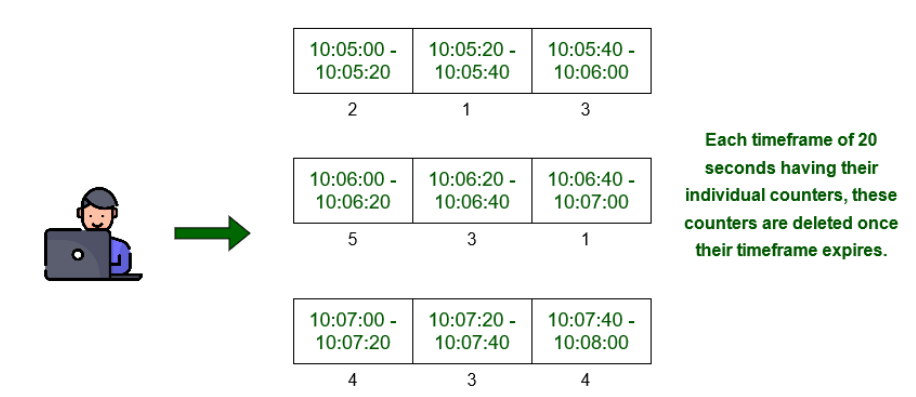 10:05:00 - 10:05:20 - 10:05:40 -
10:05:20 10:05:40 10:06:00
2 1 3
Each timeframe of 20
seconds having their
individual counters, these
counters are deleted once
their timeframe expires.
10:06:00 - 10:06:20 - 10:06:40 -
10:06:20 10:06:40 10:07:00
5 3 1
10:07:00 - 10:07:20 - 10:07:40 -
10:07:20 10:07:40 10:08:00
4 3 4